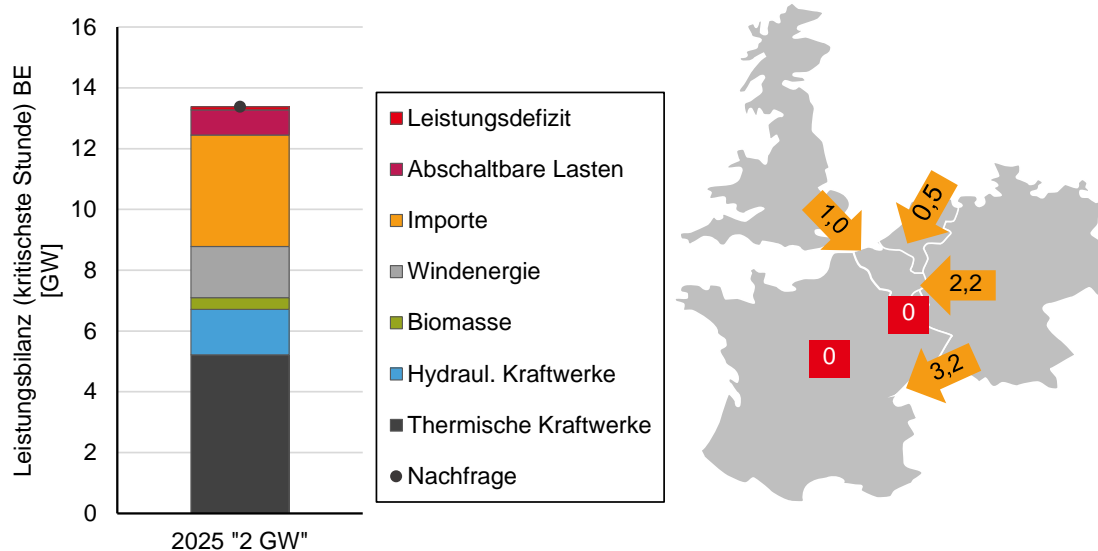 Leistungsbilanz (kritischste Stunde) BE
[GW]
16
14
12
10
8
6
4
2
0
2025 "2 GW"
Leistungsdefizit
Abschaltbare Lasten
Importe
Windenergie
Biomasse
Hydraul. Kraftwerke
Thermische Kraftwerke
Nachfrage
1,0
0,5
2,2
0
0
3,2